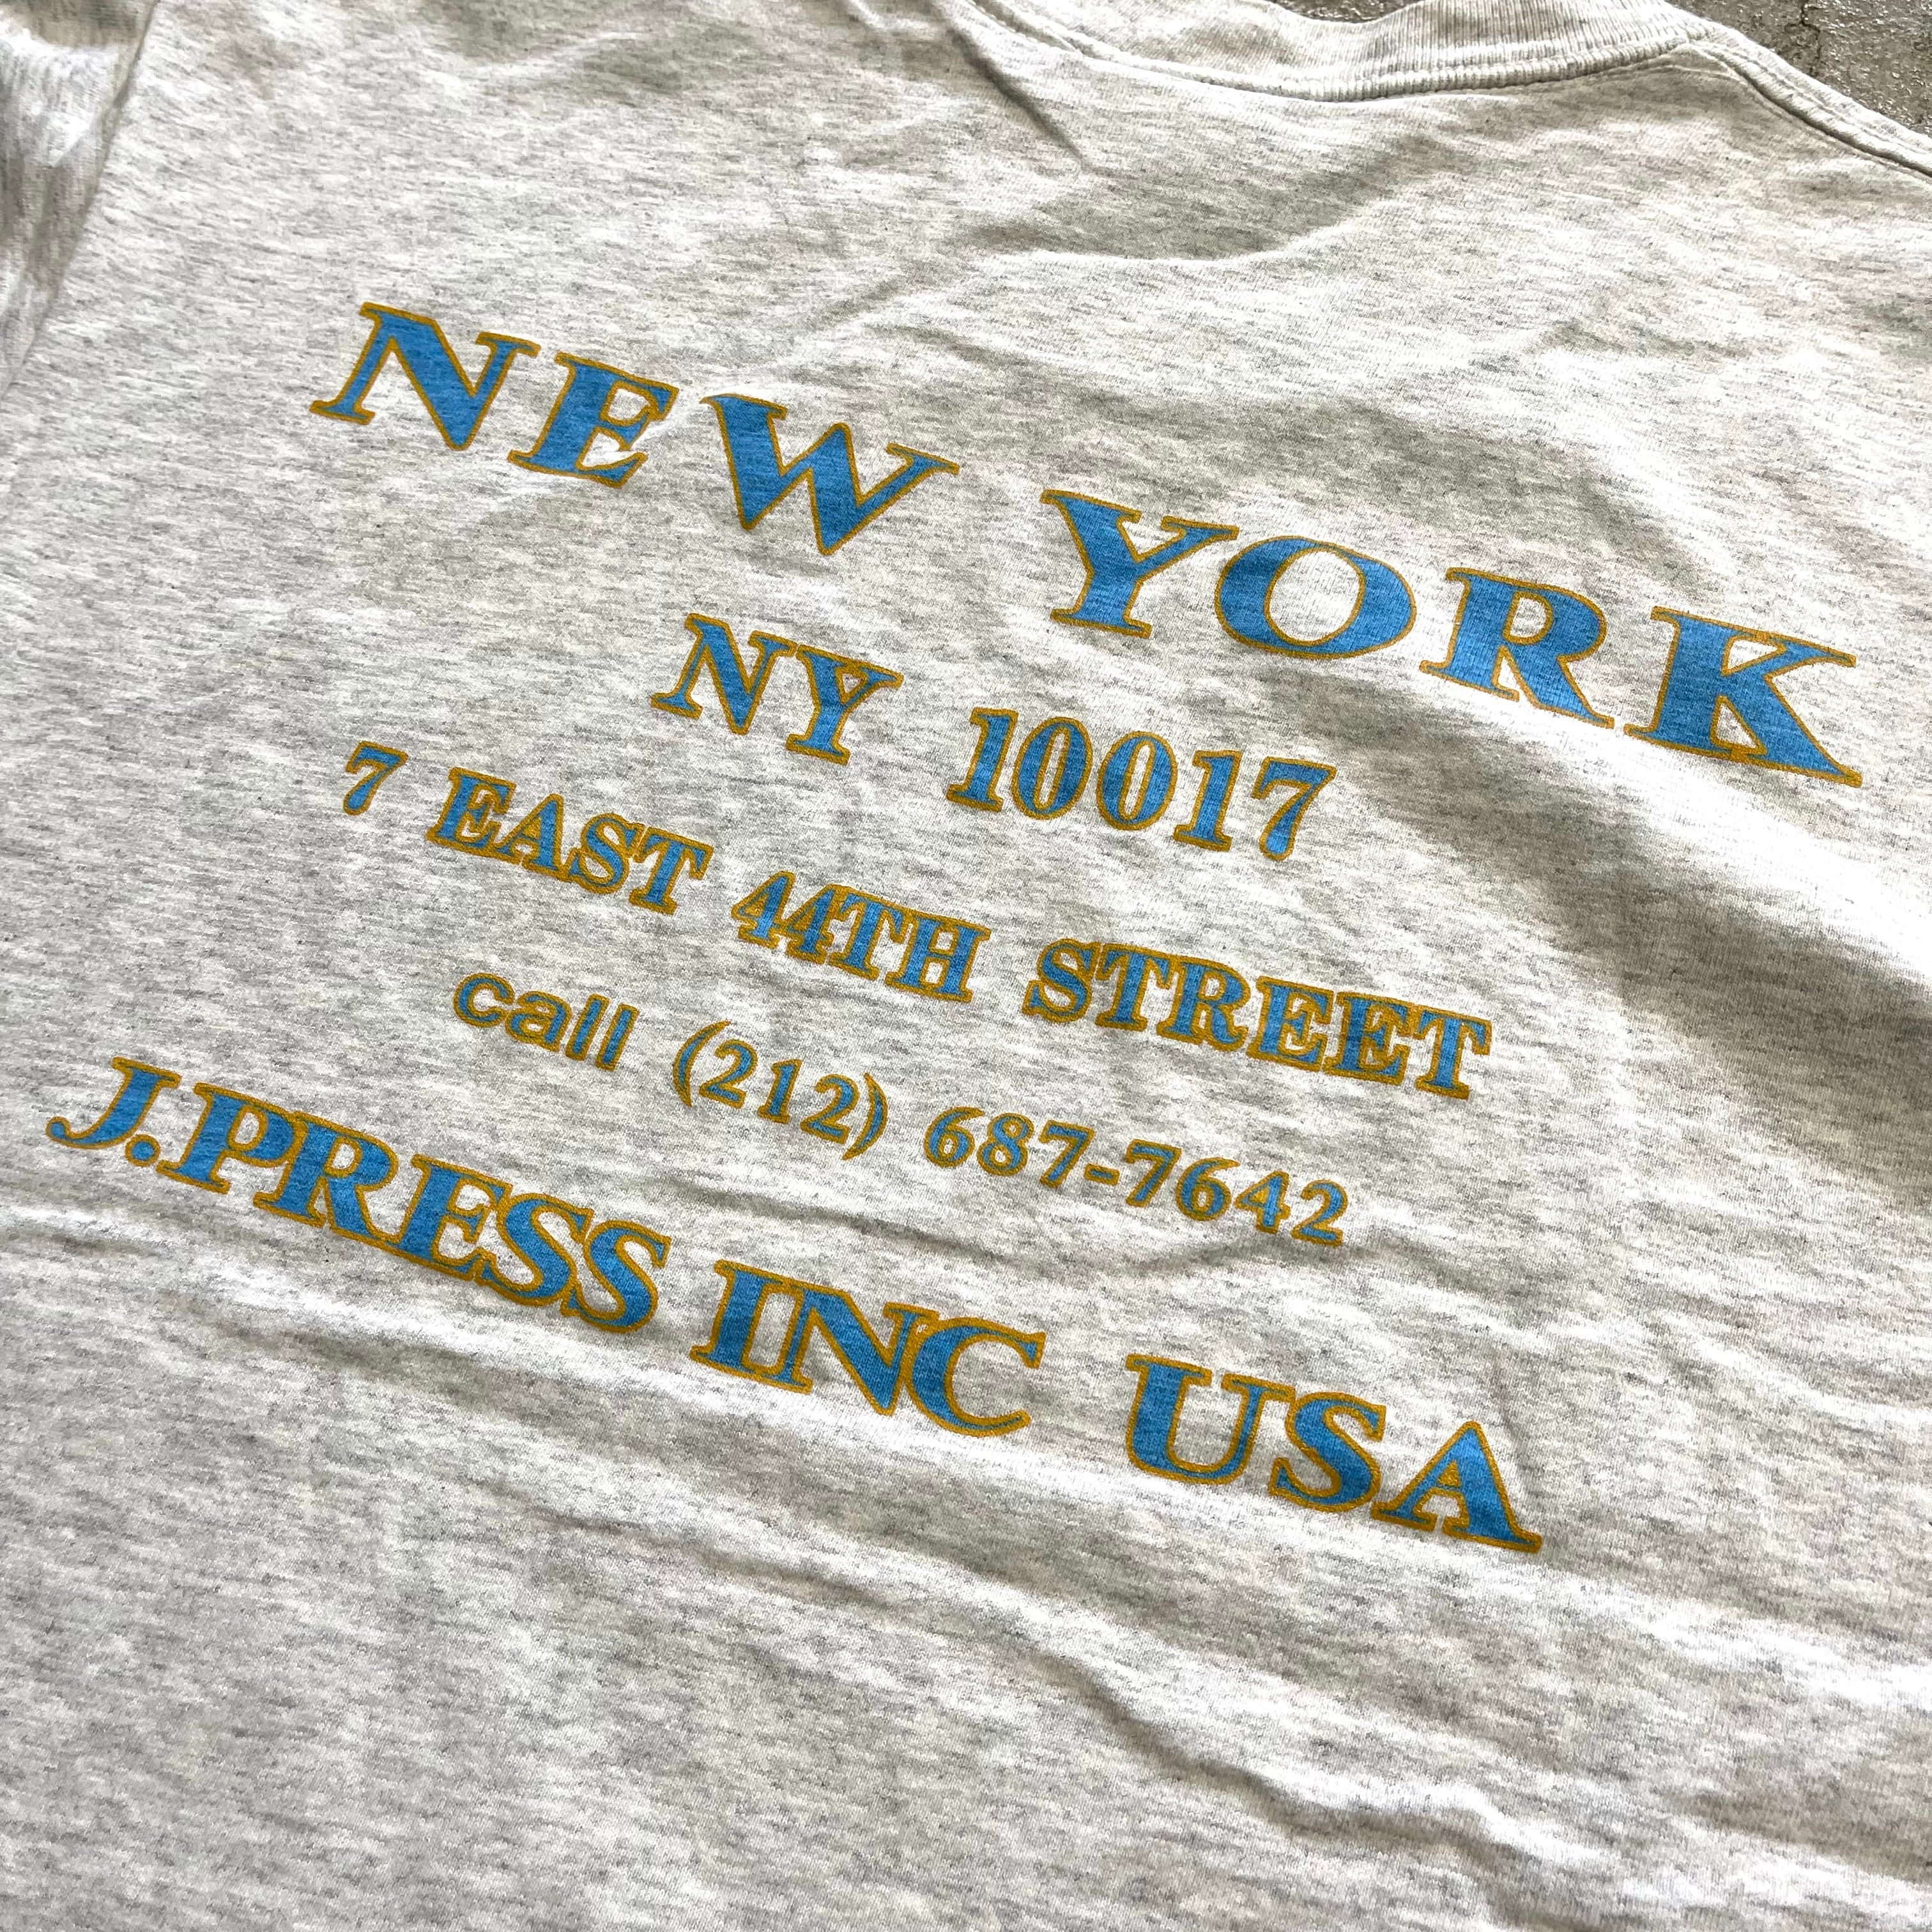 NEW YORK
NY 10017
7 EAST 44TH STREET
call (212) 687-7642
J.PRESS INC USA